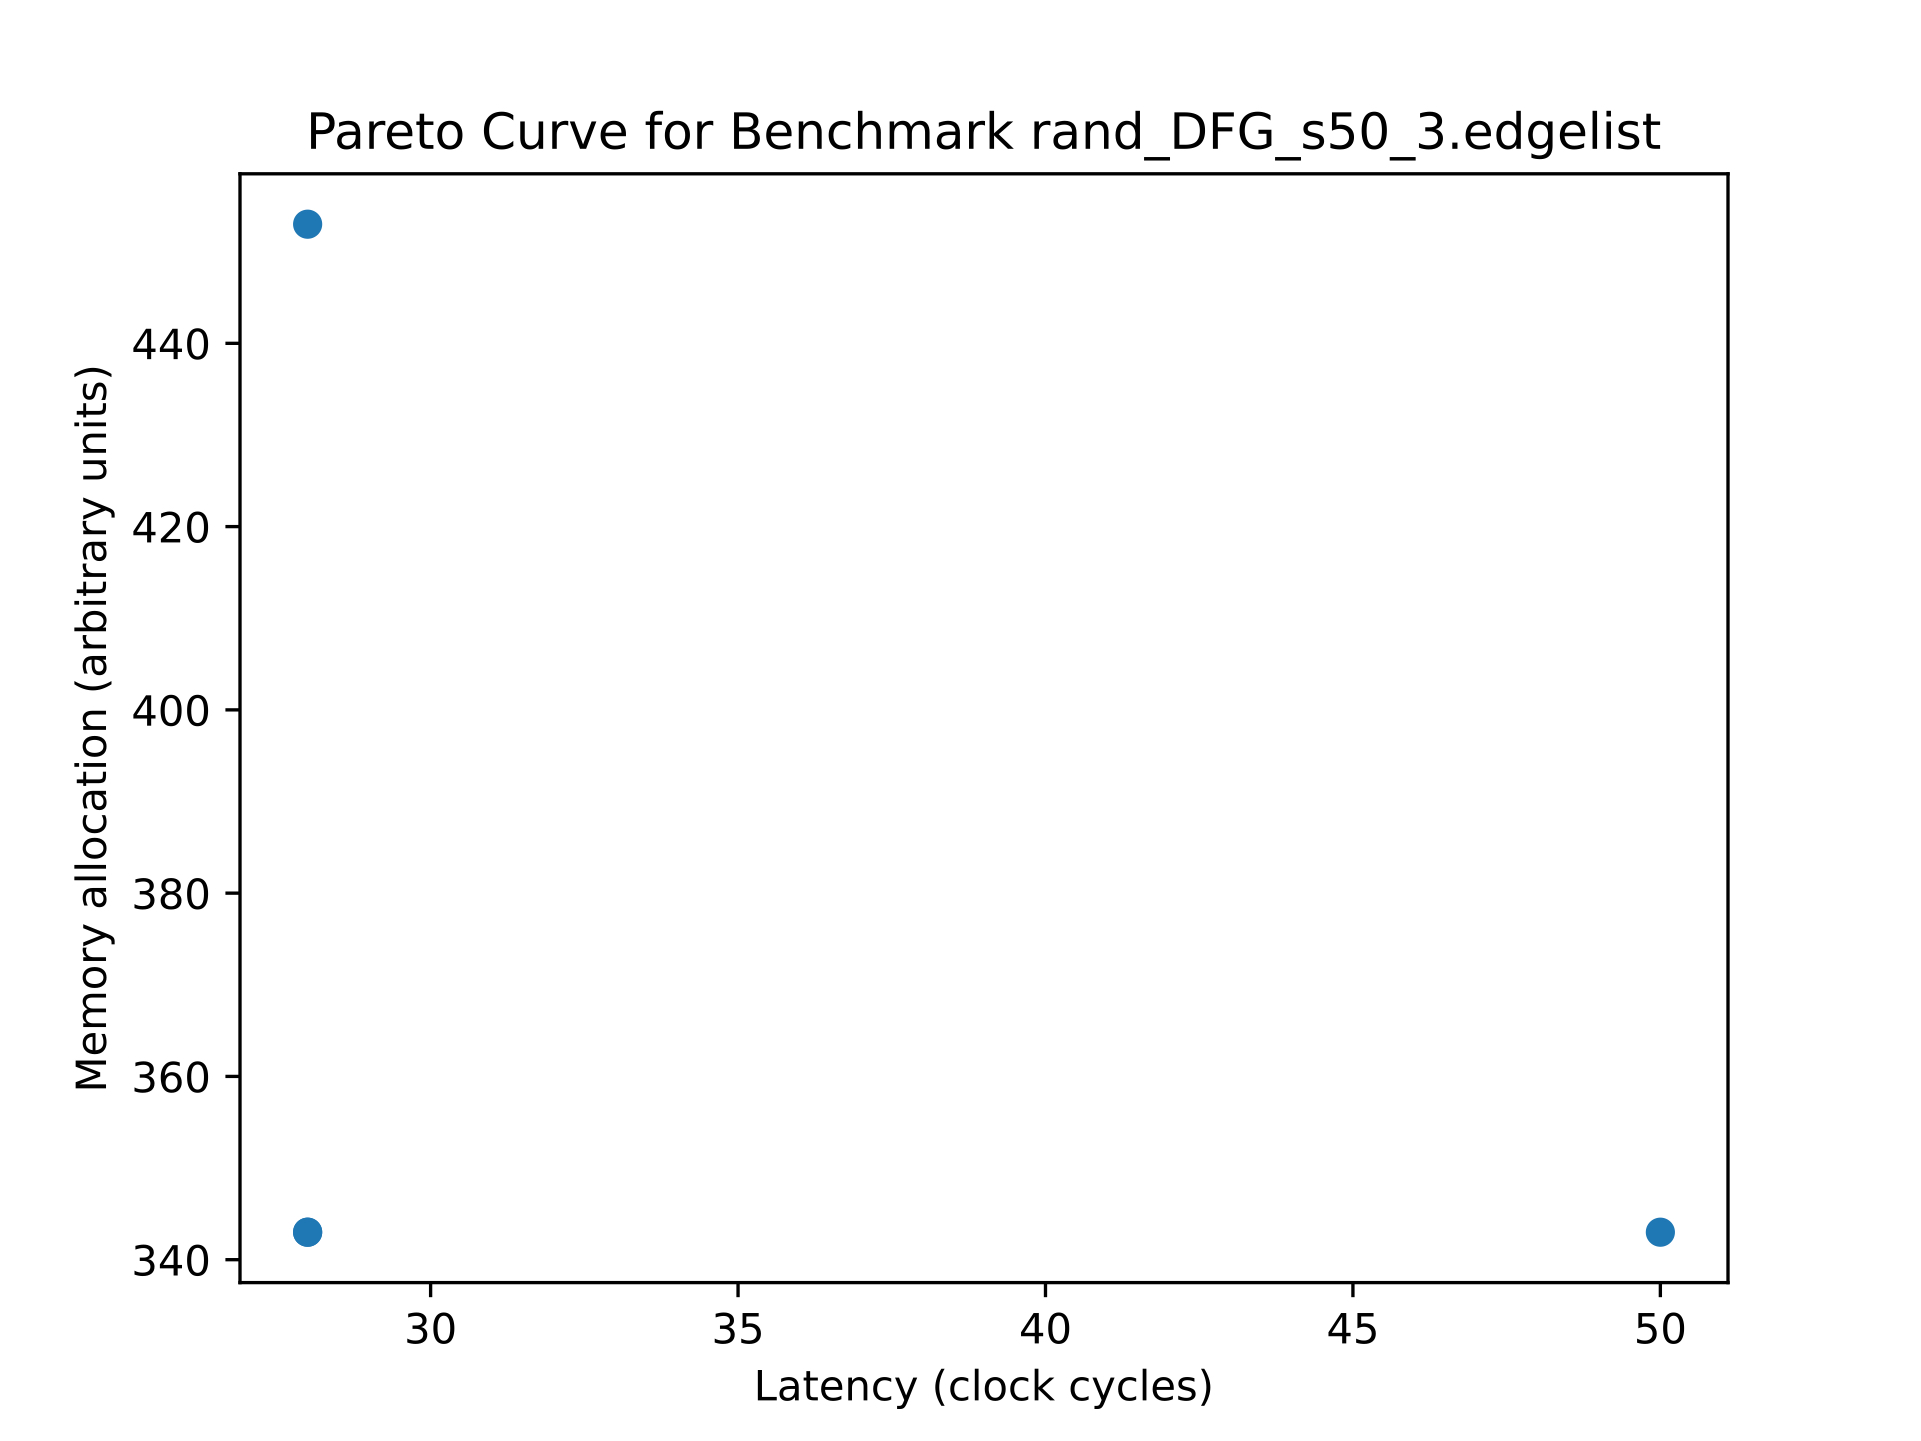 Pareto Curve for Benchmark rand_DFG_s50_3.edgelist
Memory allocation (arbitrary units)
440
420
400
380
360
340
30 35 40 45 50
Latency (clock cycles)